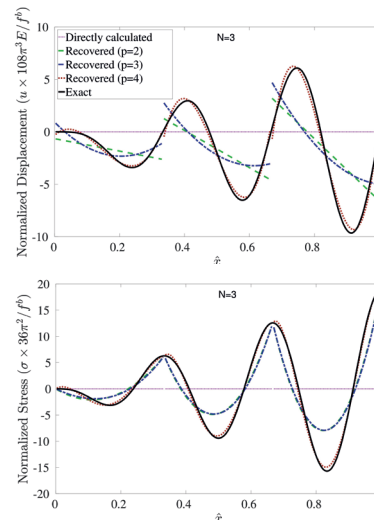 10
5
0
-5
-10
Normalized Displacement (u × 108π³E/f^b)
Directly calculated
Recovered (p=2)
Recovered (p=3)
Recovered (p=4)
Exact
N=3
0
0.2
0.4
0.6
0.8
x̂
20
15
10
5
0
-5
-10
-15
-20
Normalized Stress (σ × 36π²/f^b)
N=3
0
0.2
0.4
0.6
0.8
x̂